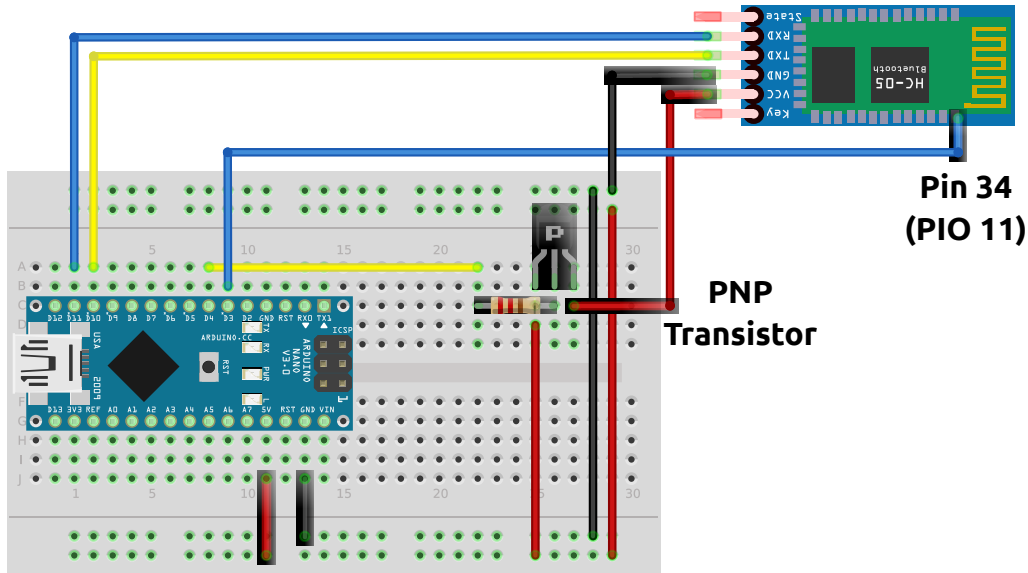 State
RXD
TXD
GND
VCC
Key
HC-05
Bluetooth
Pin 34
(PIO 11)
PNP
Transistor
P
5 10 15 20 30
A
B
C
D
F
G
H
I
J
D12 D11 D10 D9 D8 D7 D6 D5 D4 D3 D2 GND RST RX0 TX1
TX
RX
PWR
L
ARDUINO.CC
RST
ICSP
1
ARDUINO
NANO
V3.0
USA
D13 3V3 REF A0 A1 A2 A3 A4 A5 A6 A7 5V RST GND VIN
1 5 10 15 20 30